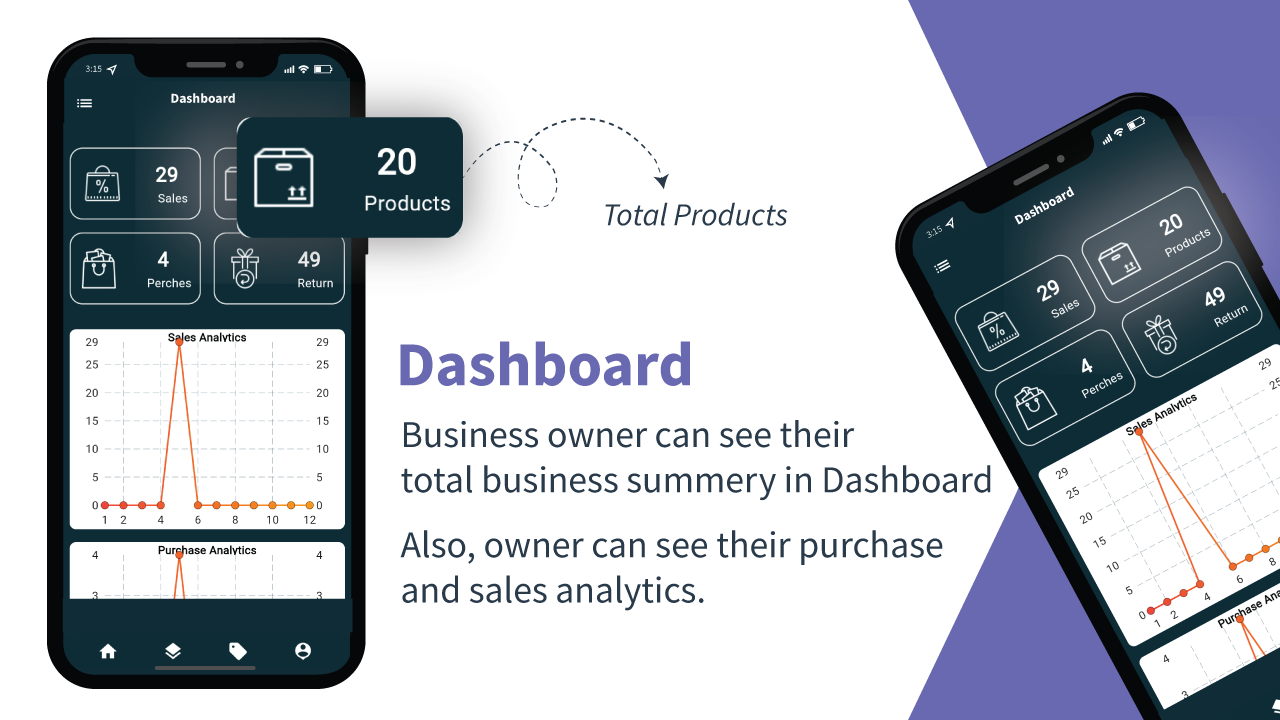 3:15
Dashboard
29
Sales
20
Products
4
Perches
49
Return
Sales Analytics
29 29
25 25
20 20
15 15
10 10
5 5
0 0
1 2 4 6 8 10 12
Purchase Analytics
4 4
3 3
Total Products
Dashboard
Business owner can see their
total business summery in Dashboard
Also, owner can see their purchase
and sales analytics.
3:15
Dashboard
29
Sales
20
Products
4
Perches
49
Return
Sales Analytics
29 29
25 25
20
15
10
5
0
1 2 4 6 8
Purchase Ana
4
3